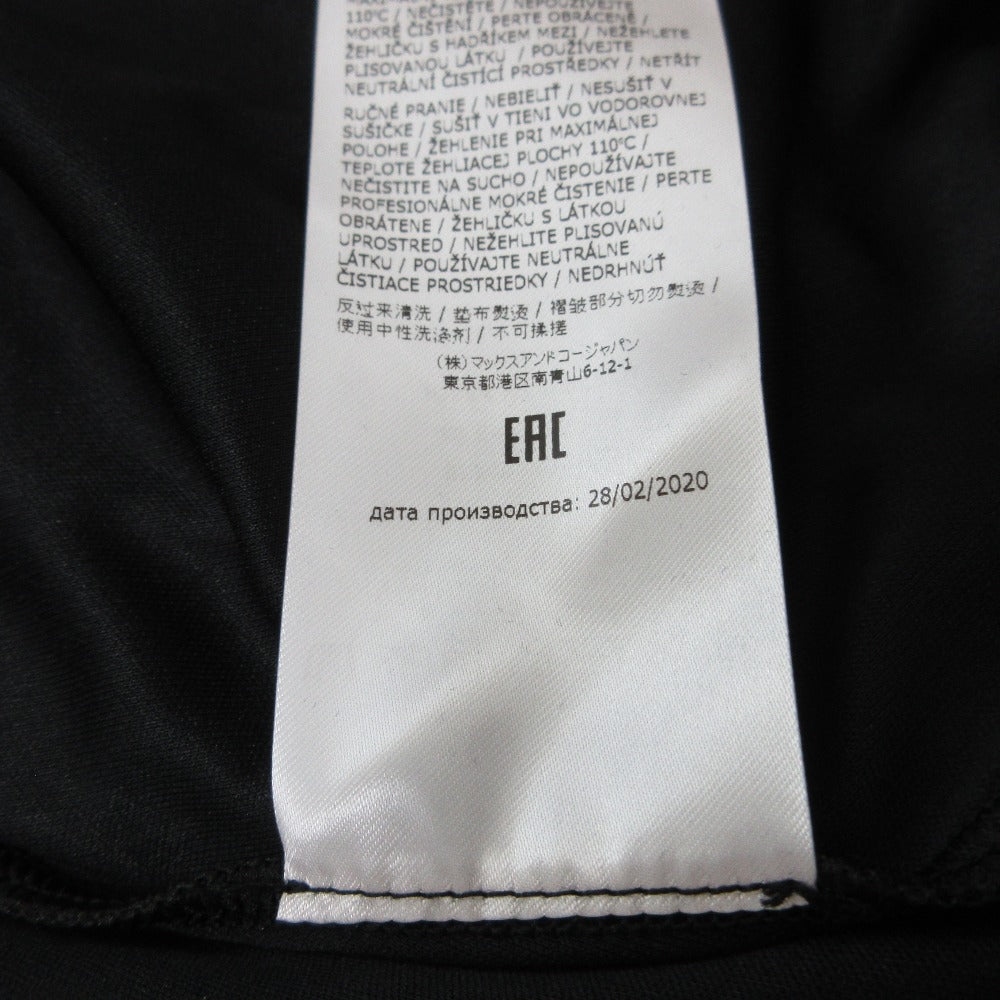 110°C / NEČISTĚTE / NEPOUŽÍVEJTE
MOKRÉ ČIŠTĚNÍ / PERTE OBRÁCENÉ /
ŽEHLIČKU S HADŘÍKEM MEZI / NEŽEHLETE
PLISOVANOU LÁTKU / POUŽÍVEJTE
NEUTRÁLNÍ ČISTÍCÍ PROSTŘEDKY / NETŘÍT
RUČNÉ PRANIE / NEBIELIŤ / NESUŠIŤ V
SUŠIČKE / SUŠIŤ V TIENI VO VODOROVNEJ
POLOHE / ŽEHLENIE PRI MAXIMÁLNEJ
TEPLOTE ŽEHLIACEJ PLOCHY 110°C /
NEČISTITE NA SUCHO / NEPOUŽÍVAJTE
PROFESIONÁLNE MOKRÉ ČISTENIE / PERTE
OBRÁTENE / ŽEHLIČKU S LÁTKOU
UPROSTRED / NEŽEHLITE PLISOVANÚ
LÁTKU / POUŽÍVAJTE NEUTRÁLNE
ČISTIACE PROSTRIEDKY / NEDRHNÚŤ
反过来清洗 / 垫布熨烫 / 褶皱部分切勿熨烫 /
使用中性洗涤剂 / 不可揉搓
(株)マックスアンドコージャパン
東京都港区南青山6-12-1
EAC
дата производства: 28/02/2020